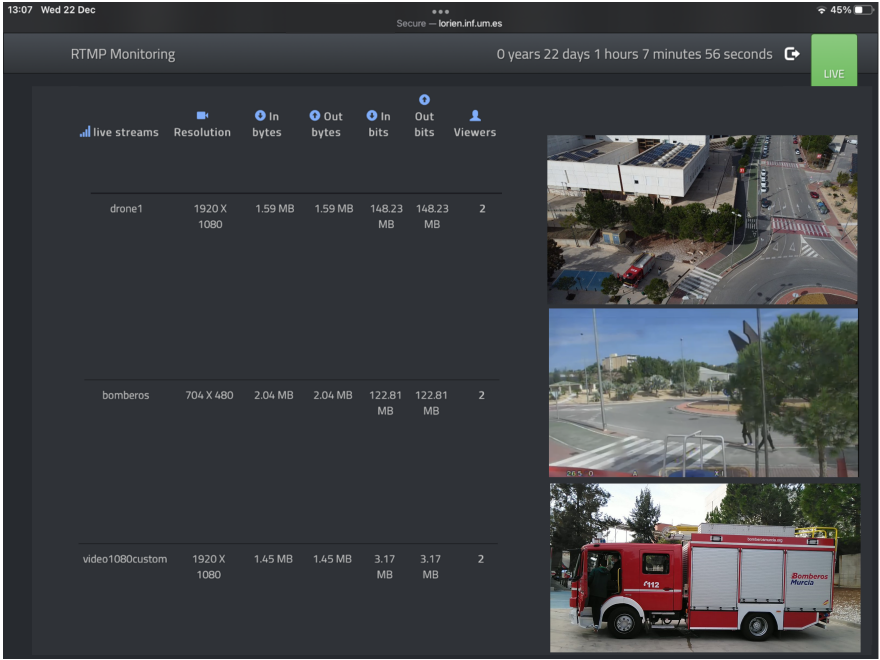 13:07 Wed 22 Dec
45%
Secure — lorien.inf.um.es
RTMP Monitoring
0 years 22 days 1 hours 7 minutes 56 seconds
LIVE
live streams
Resolution
In bytes
Out bytes
In bits
Out bits
Viewers
drone1
1920 X 1080
1.59 MB
1.59 MB
148.23 MB
148.23 MB
2
bomberos
704 X 480
2.04 MB
2.04 MB
122.81 MB
122.81 MB
2
video1080custom
1920 X 1080
1.45 MB
1.45 MB
3.17 MB
3.17 MB
2
112
Bomberos
Murcia